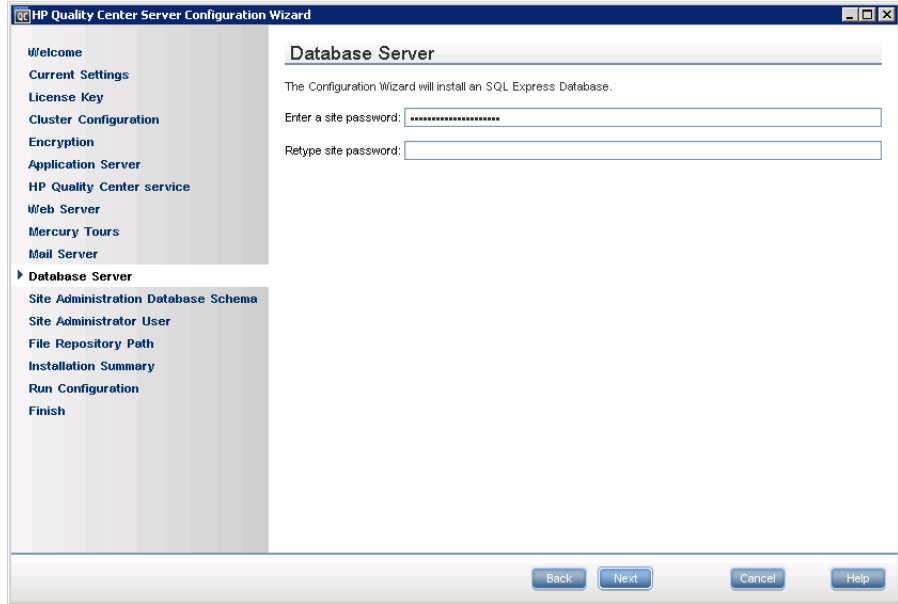 QC HP Quality Center Server Configuration Wizard
Welcome
Current Settings
License Key
Cluster Configuration
Encryption
Application Server
HP Quality Center service
Web Server
Mercury Tours
Mail Server
Database Server
Site Administration Database Schema
Site Administrator User
File Repository Path
Installation Summary
Run Configuration
Finish
Database Server
The Configuration Wizard will install an SQL Express Database.
Enter a site password:
Retype site password:
Back Next Cancel Help